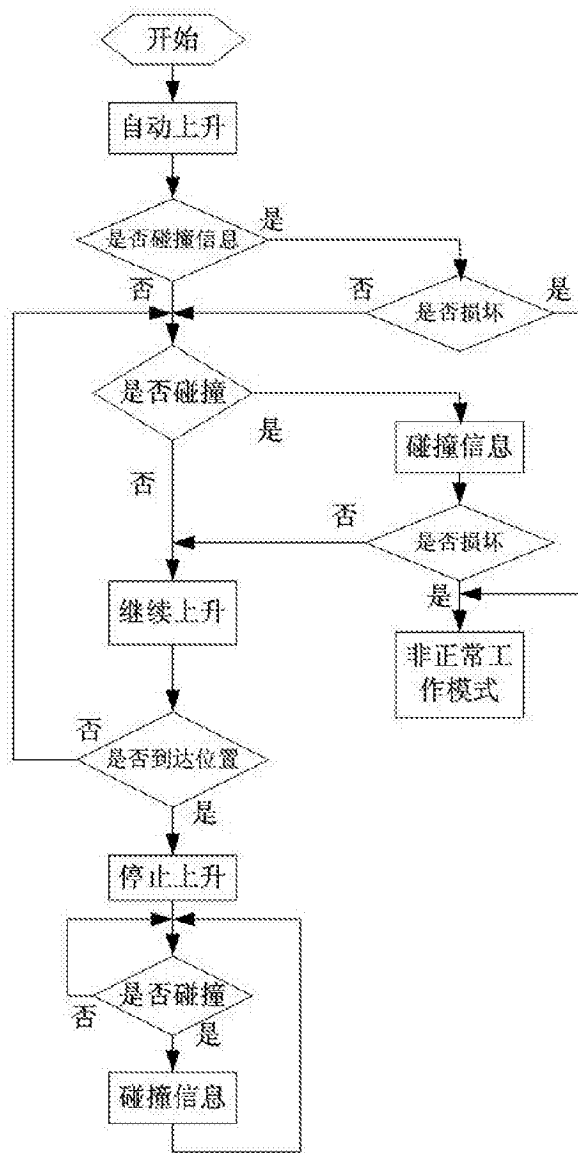 开始
自动上升
是否碰撞信息
是
否
否
是否损坏
是
是否碰撞
是
碰撞信息
否
否
是否损坏
继续上升
是
非正常工
作模式
否
是否到达位置
是
停止上升
是否碰撞
否
是
碰撞信息